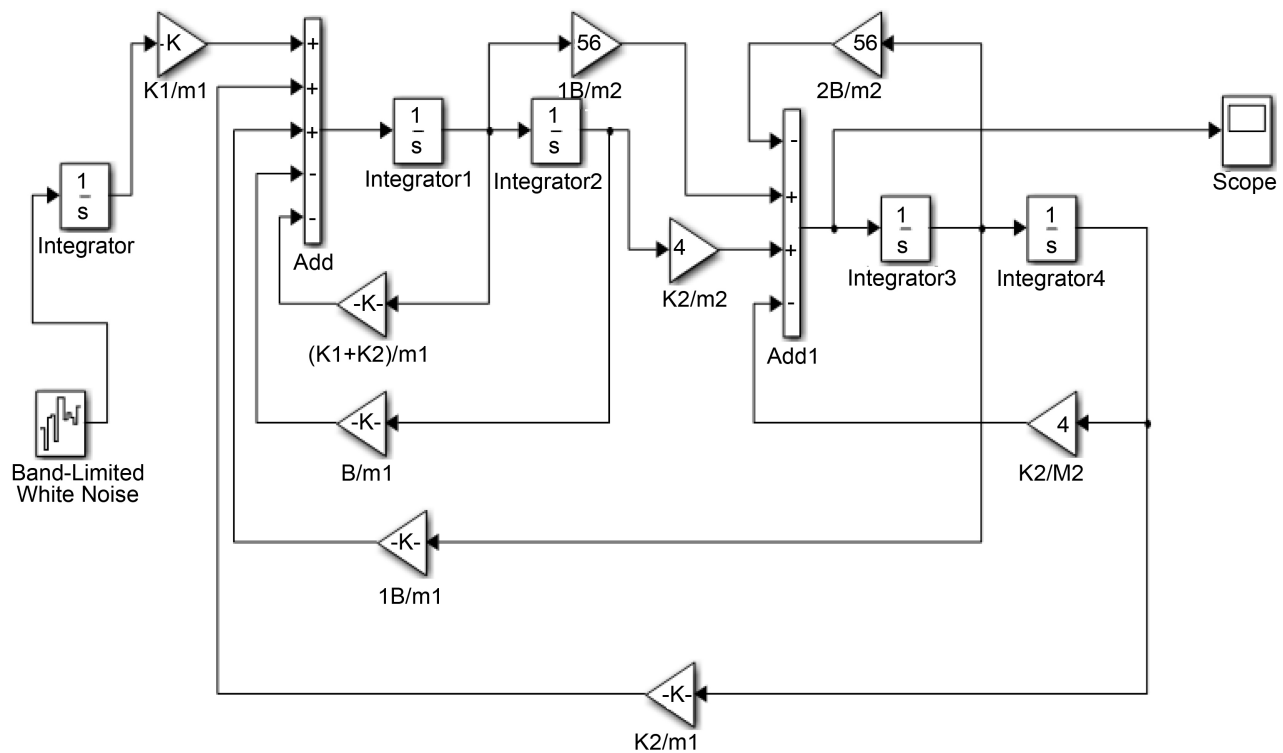 -K
K1/m1
+
+
+
-
-
Add
1
s
Integrator
Band-Limited
White Noise
1
s
Integrator1
1
s
Integrator2
56
1B/m2
56
2B/m2
4
K2/m2
-
+
+
-
Add1
1
s
Integrator3
1
s
Integrator4
Scope
-K-
(K1+K2)/m1
-K-
B/m1
4
K2/M2
-K-
1B/m1
-K-
K2/m1